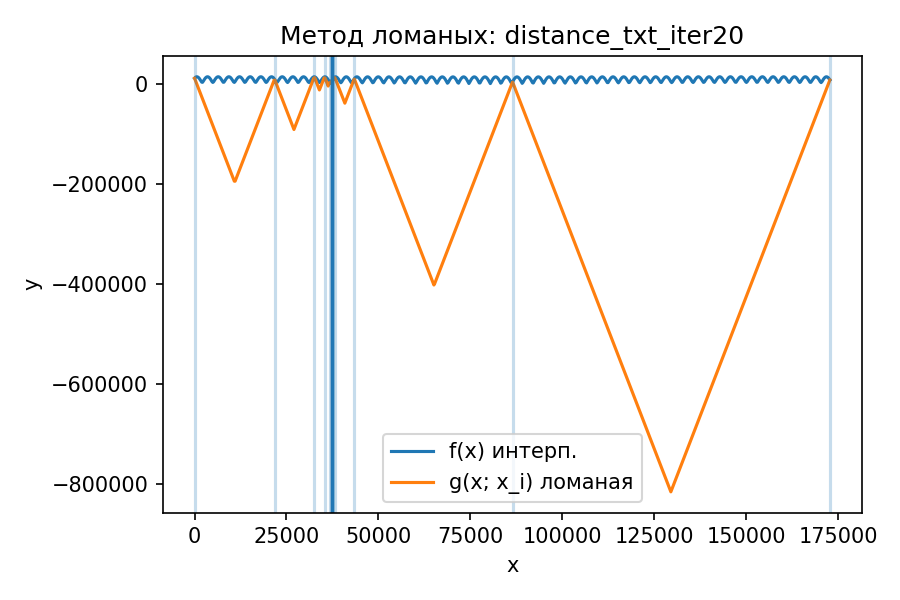 Метод ломаных: distance_txt_iter20
0
−200000
−400000
−600000
−800000
y
f(x) интерп.
g(x; x_i) ломаная
0 25000 50000 75000 100000 125000 150000 175000
x